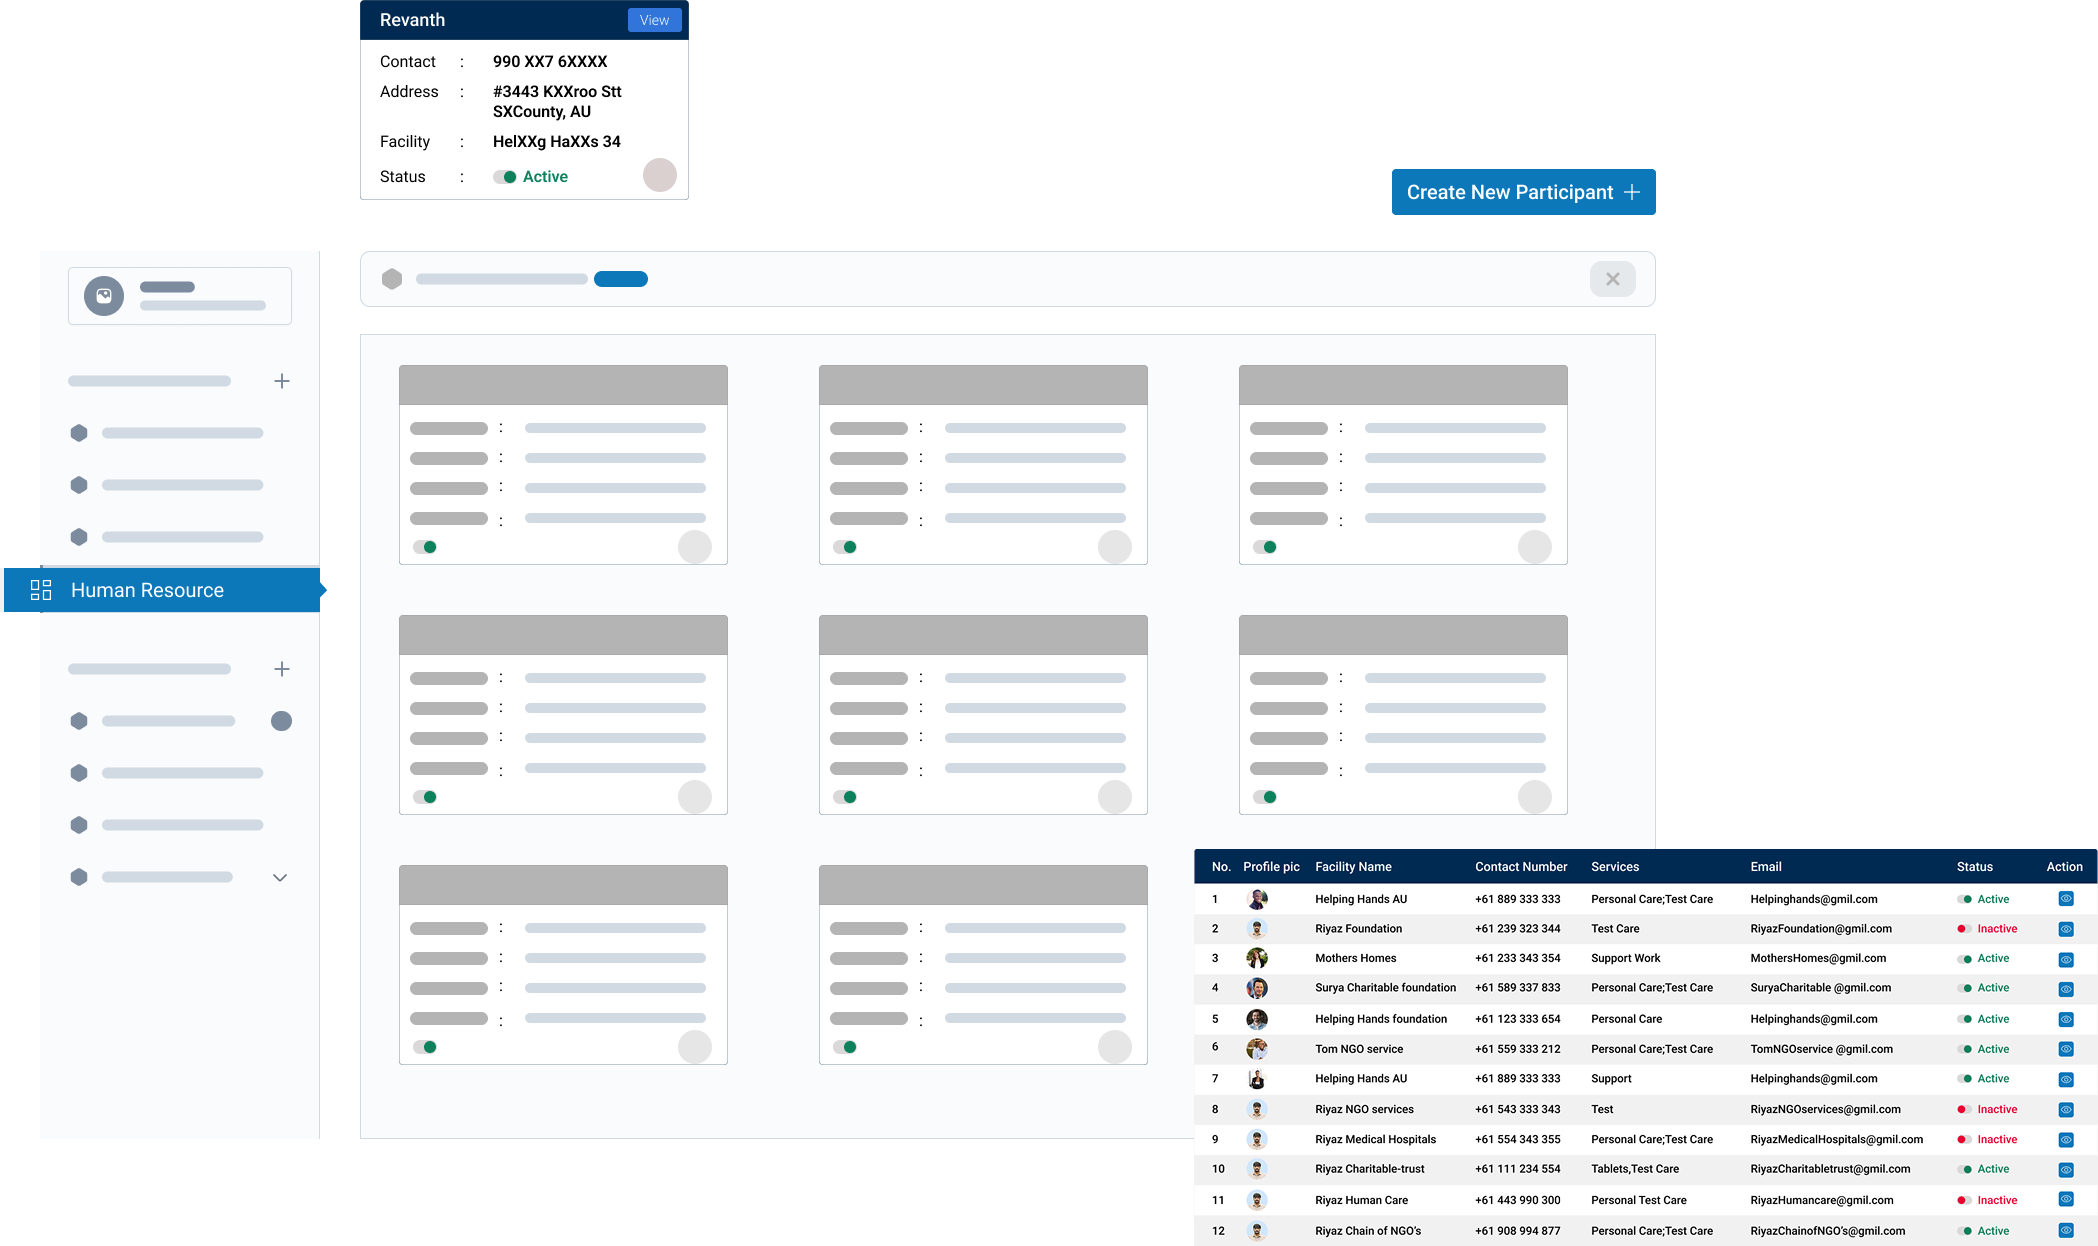 Revanth View
Contact : 990 XX7 6XXXX
Address : #3443 KXXroo Stt
SXCounty, AU
Facility : HelXXg HaXXs 34
Status : Active
Create New Participant
Human Resource
No. Profile pic Facility Name Contact Number Services Email Status Action
1 Helping Hands AU +61 889 333 333 Personal Care;Test Care Helpinghands@gmil.com Active
2 Riyaz Foundation +61 239 323 344 Test Care RiyazFoundation@gmil.com Inactive
3 Mothers Homes +61 233 343 354 Support Work MothersHomes@gmil.com Active
4 Surya Charitable foundation +61 589 337 833 Personal Care;Test Care SuryaCharitable @gmil.com Active
5 Helping Hands foundation +61 123 333 654 Personal Care Helpinghands@gmil.com Active
6 Tom NGO service +61 559 333 212 Personal Care;Test Care TomNGOservice @gmil.com Active
7 Helping Hands AU +61 889 333 333 Support Helpinghands@gmil.com Active
8 Riyaz NGO services +61 543 333 343 Test RiyazNGOservices@gmil.com Inactive
9 Riyaz Medical Hospitals +61 554 343 355 Personal Care;Test Care RiyazMedicalHospitals@gmil.com Inactive
10 Riyaz Charitable-trust +61 111 234 554 Tablets,Test Care RiyazCharitabletrust@gmil.com Active
11 Riyaz Human Care +61 443 990 300 Personal Test Care RiyazHumancare@gmil.com Inactive
12 Riyaz Chain of NGO's +61 908 994 877 Personal Care;Test Care RiyazChainofNGO's@gmil.com Active